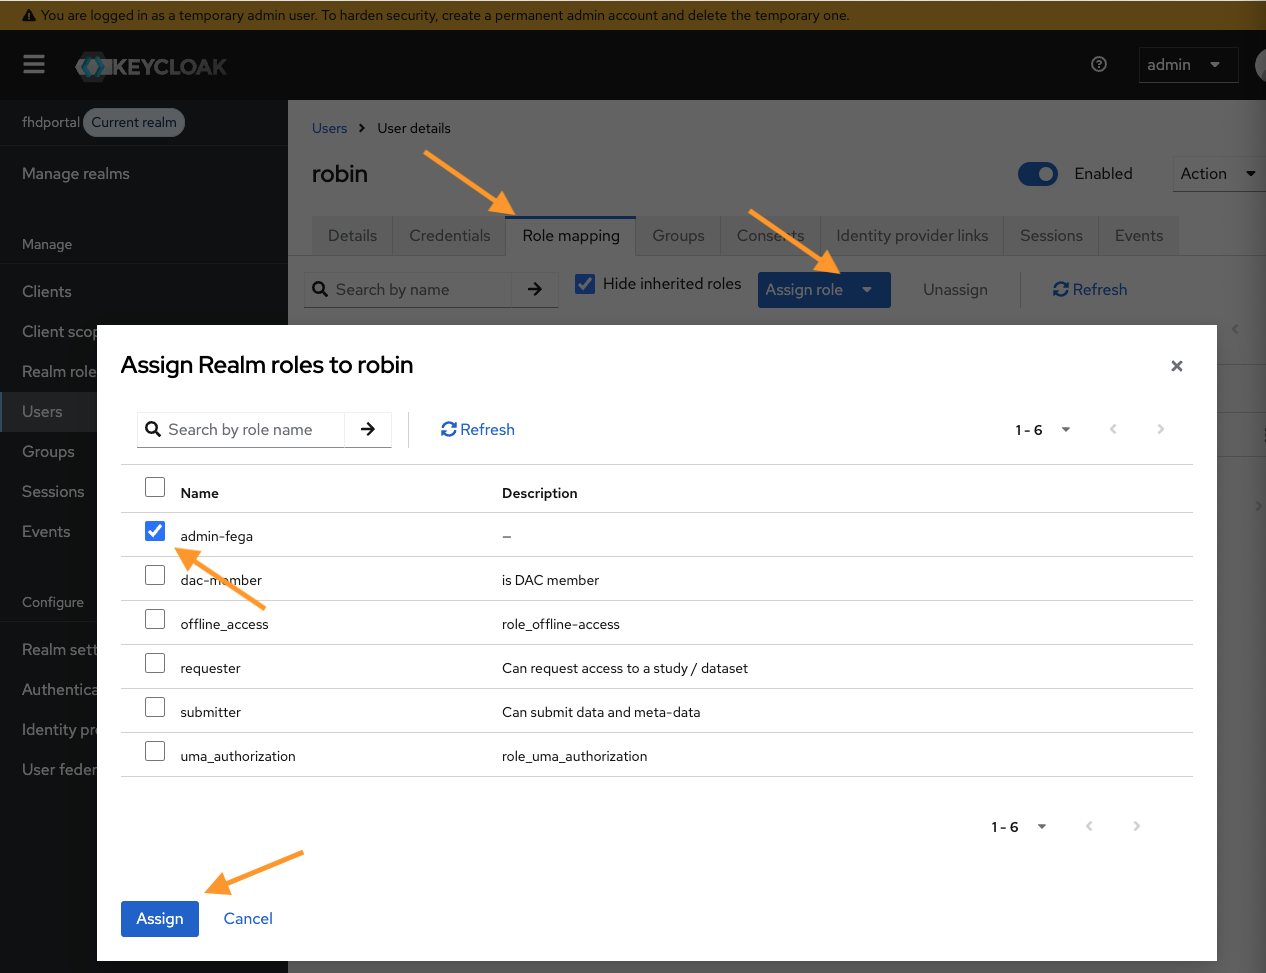 You are logged in as a temporary admin user. To harden security, create a permanent admin account and delete the temporary one.
KEYCLOAK
admin
fhdportal Current realm
Manage realms
Manage
Clients
Client scop
Realm role
Users
Groups
Sessions
Events
Configure
Realm sett
Authentica
Identity pro
User feder
Users > User details
robin
Enabled
Action
Details Credentials Role mapping Groups Consents Identity provider links Sessions Events
Search by name
Hide inherited roles
Assign role
Unassign
Refresh
Assign Realm roles to robin
Search by role name
Refresh
1 - 6
Name Description
admin-fega –
dac-member is DAC member
offline_access role_offline-access
requester Can request access to a study / dataset
submitter Can submit data and meta-data
uma_authorization role_uma_authorization
1 - 6
Assign Cancel